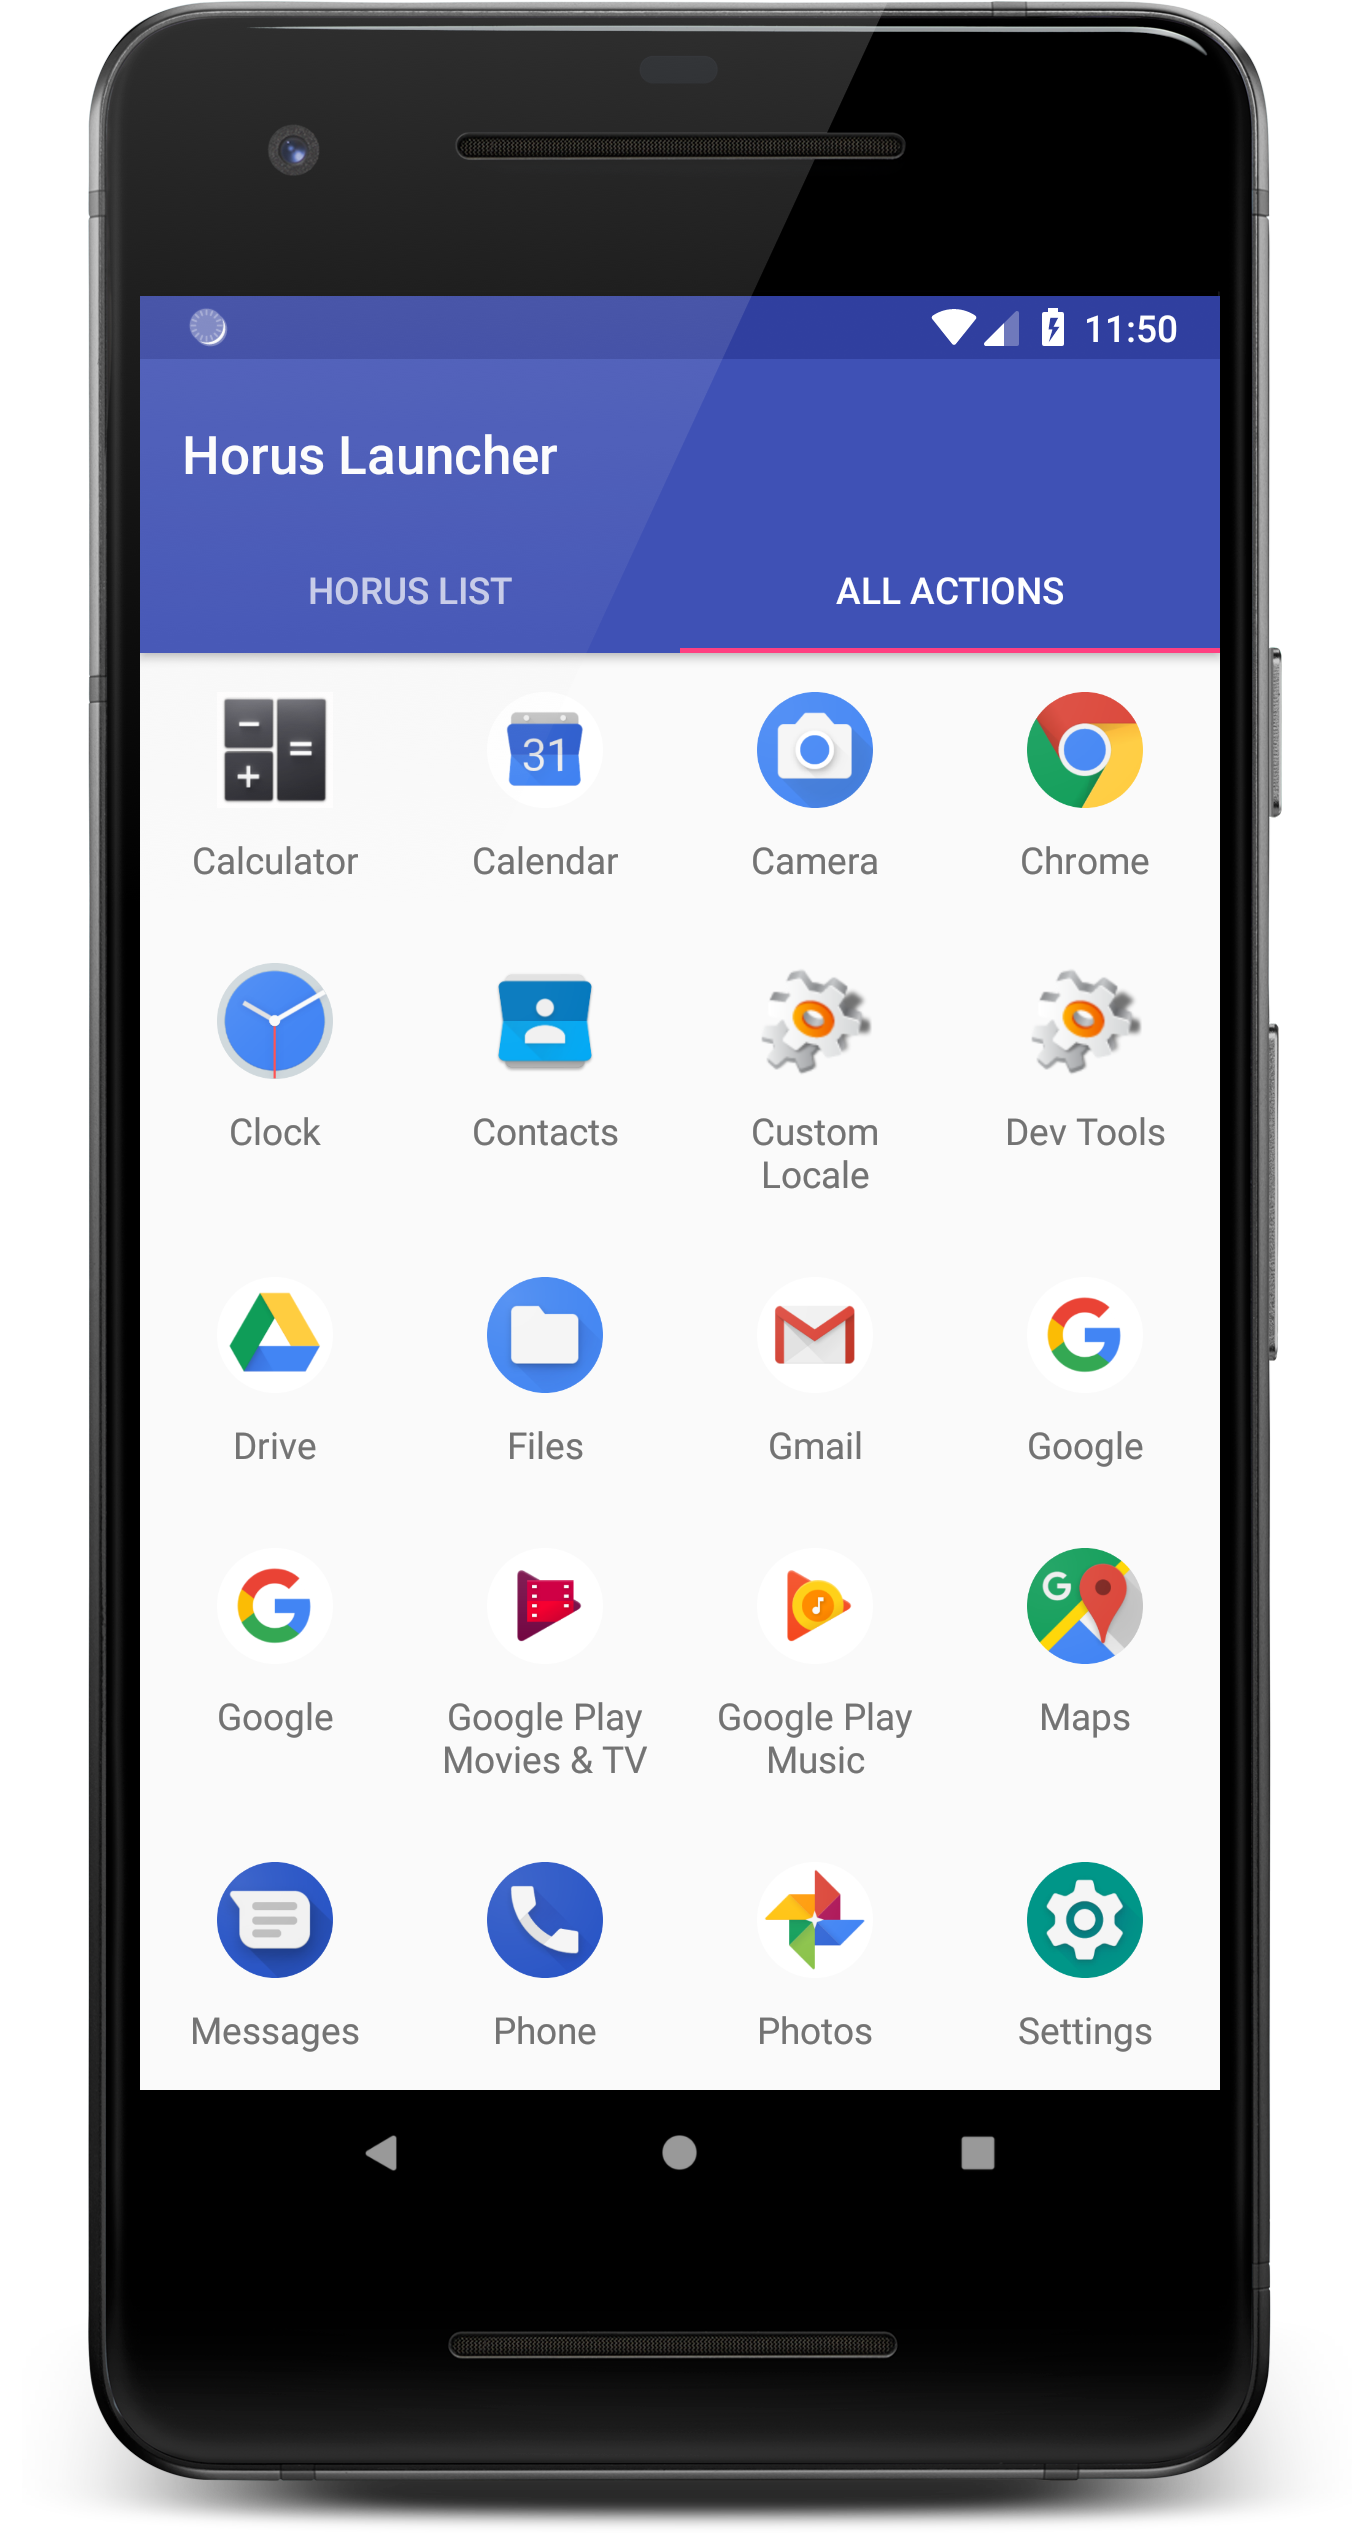 11:50
Horus Launcher
HORUS LIST
ALL ACTIONS
31
Calculator
Calendar
Camera
Chrome
Clock
Contacts
Custom
Locale
Dev Tools
Drive
Files
Gmail
Google
G
Google
Google Play
Movies & TV
Google Play
Music
Maps
Messages
Phone
Photos
Settings